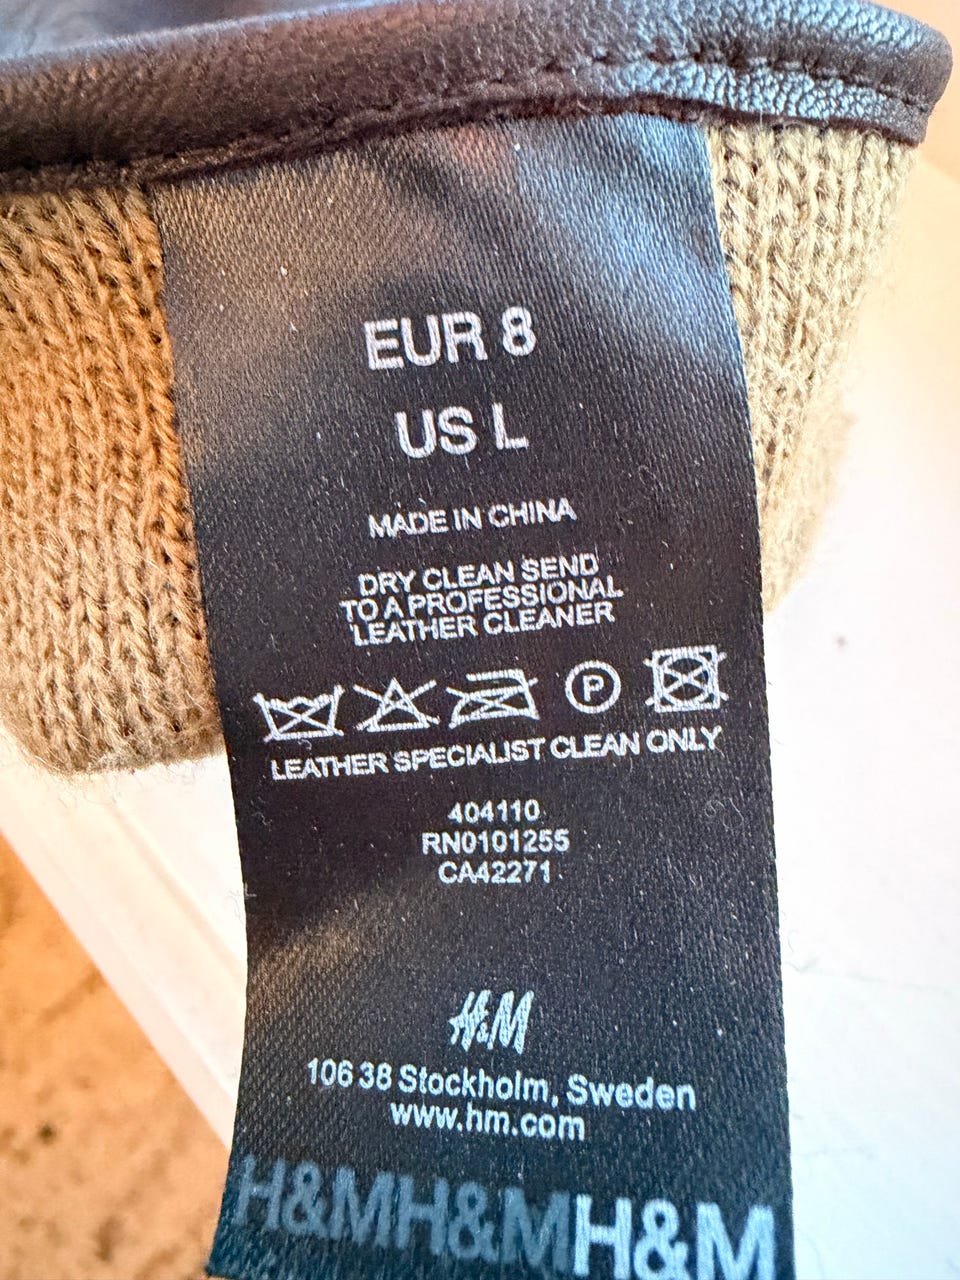 EUR 8
US L
MADE IN CHINA
DRY CLEAN SEND
TO A PROFESSIONAL
LEATHER CLEANER
P
LEATHER SPECIALIST CLEAN ONLY
404110
RN0101255
CA42271
H&M
106 38 Stockholm, Sweden
www.hm.com
H&MH&MH&M